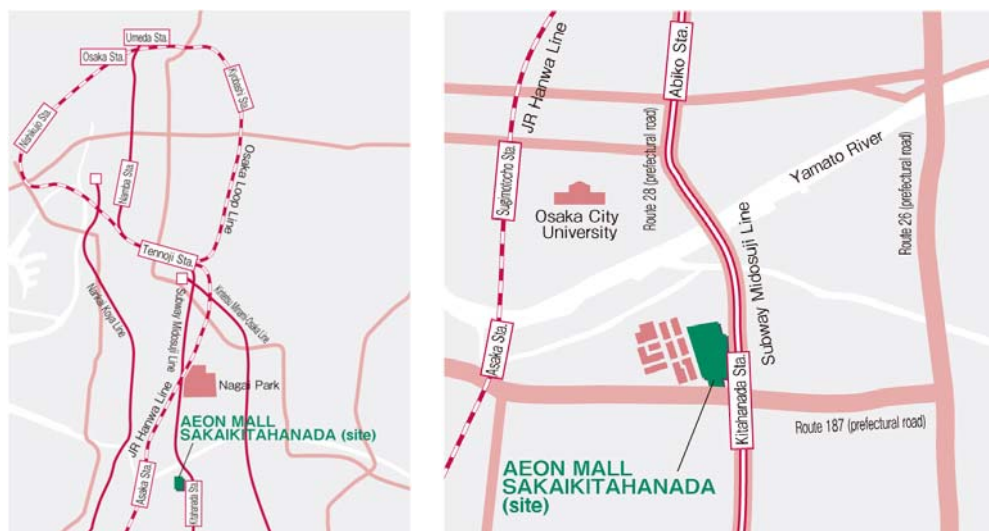 Umeda Sta.
Osaka Sta.
Kyobashi Sta.
Nishikujo Sta.
Namba Sta.
Osaka Loop Line
Tennoji Sta.
Nankai Koya Line
Subway Midosuji Line
Kintetsu Minami-Osaka Line
Nagai Park
JR Hanwa Line
AEON MALL
SAKAIKITAHANADA (site)
Asaka Sta.
Kitahanada Sta.
JR Hanwa Line
Abiko Sta.
Yamato River
Route 28 (prefectural road)
Route 26 (prefectural road)
Sugimotocho Sta.
Osaka City
University
Subway Midosuji Line
Asaka Sta.
Kitahanada Sta.
Route 187 (prefectural road)
AEON MALL
SAKAIKITAHANADA
(site)